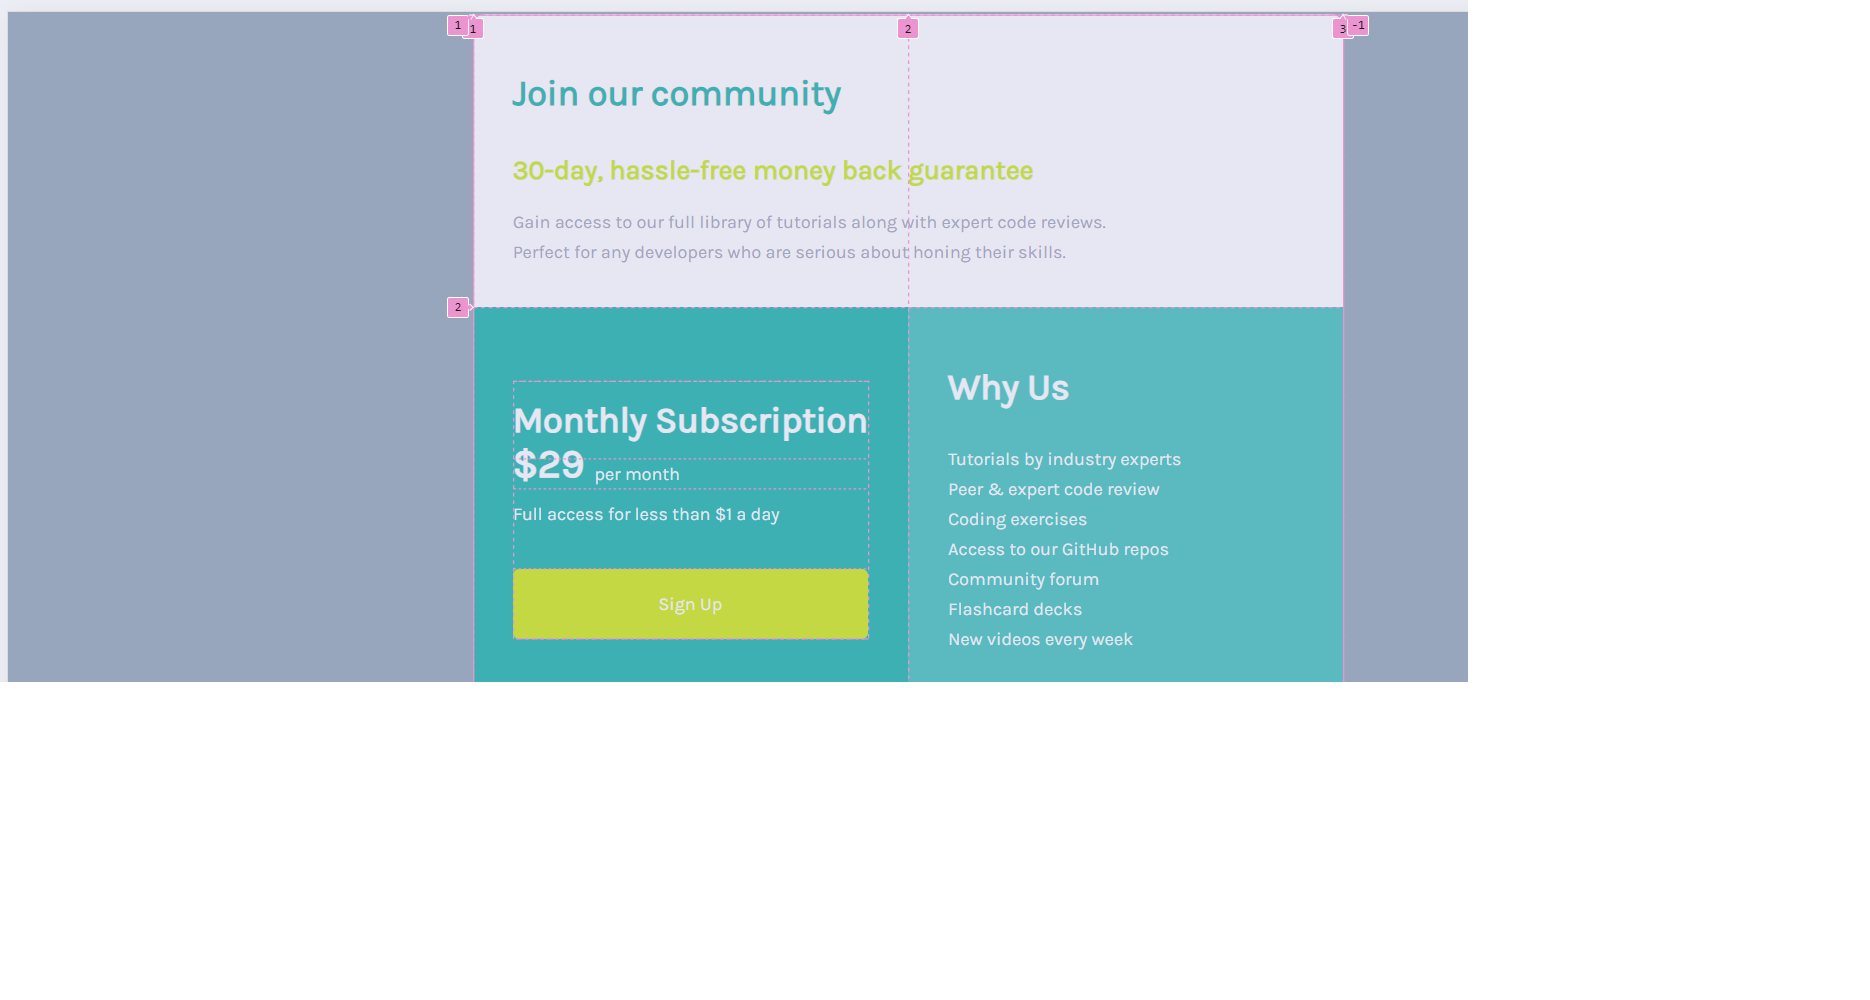 1 1 2 3 -1
Join our community
30-day, hassle-free money back guarantee
Gain access to our full library of tutorials along with expert code reviews.
Perfect for any developers who are serious about honing their skills.
2
Monthly Subscription
$29 per month
Full access for less than $1 a day
Sign Up
Why Us
Tutorials by industry experts
Peer & expert code review
Coding exercises
Access to our GitHub repos
Community forum
Flashcard decks
New videos every week